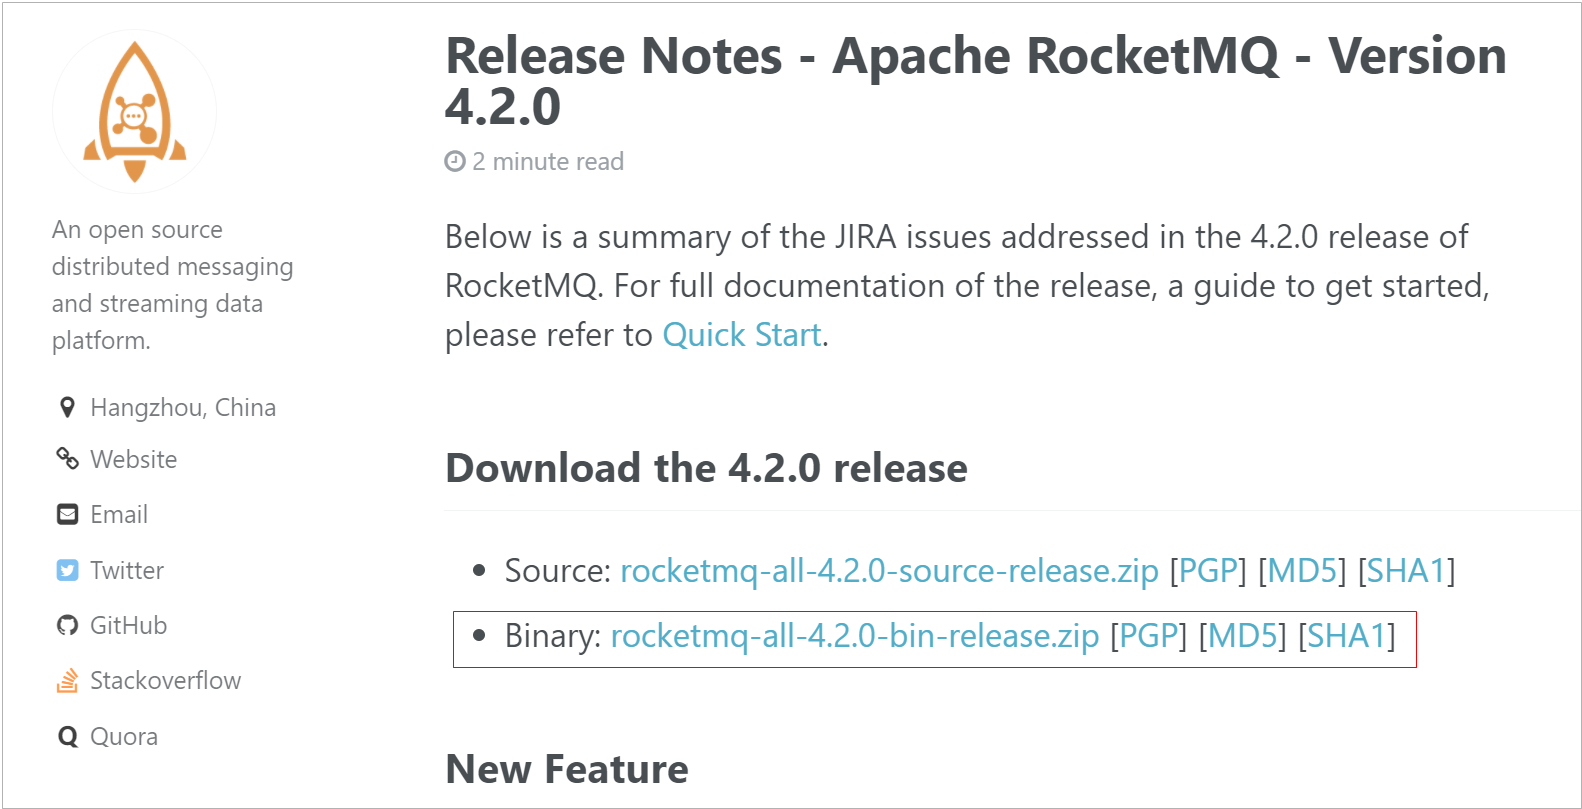 Release Notes - Apache RocketMQ - Version
4.2.0
2 minute read
Below is a summary of the JIRA issues addressed in the 4.2.0 release of
RocketMQ. For full documentation of the release, a guide to get started,
please refer to Quick Start.
An open source
distributed messaging
and streaming data
platform.
Hangzhou, China
Website
Email
Twitter
GitHub
Stackoverflow
Quora
Download the 4.2.0 release
Source: rocketmq-all-4.2.0-source-release.zip [PGP] [MD5] [SHA1]
Binary: rocketmq-all-4.2.0-bin-release.zip [PGP] [MD5] [SHA1]
New Feature